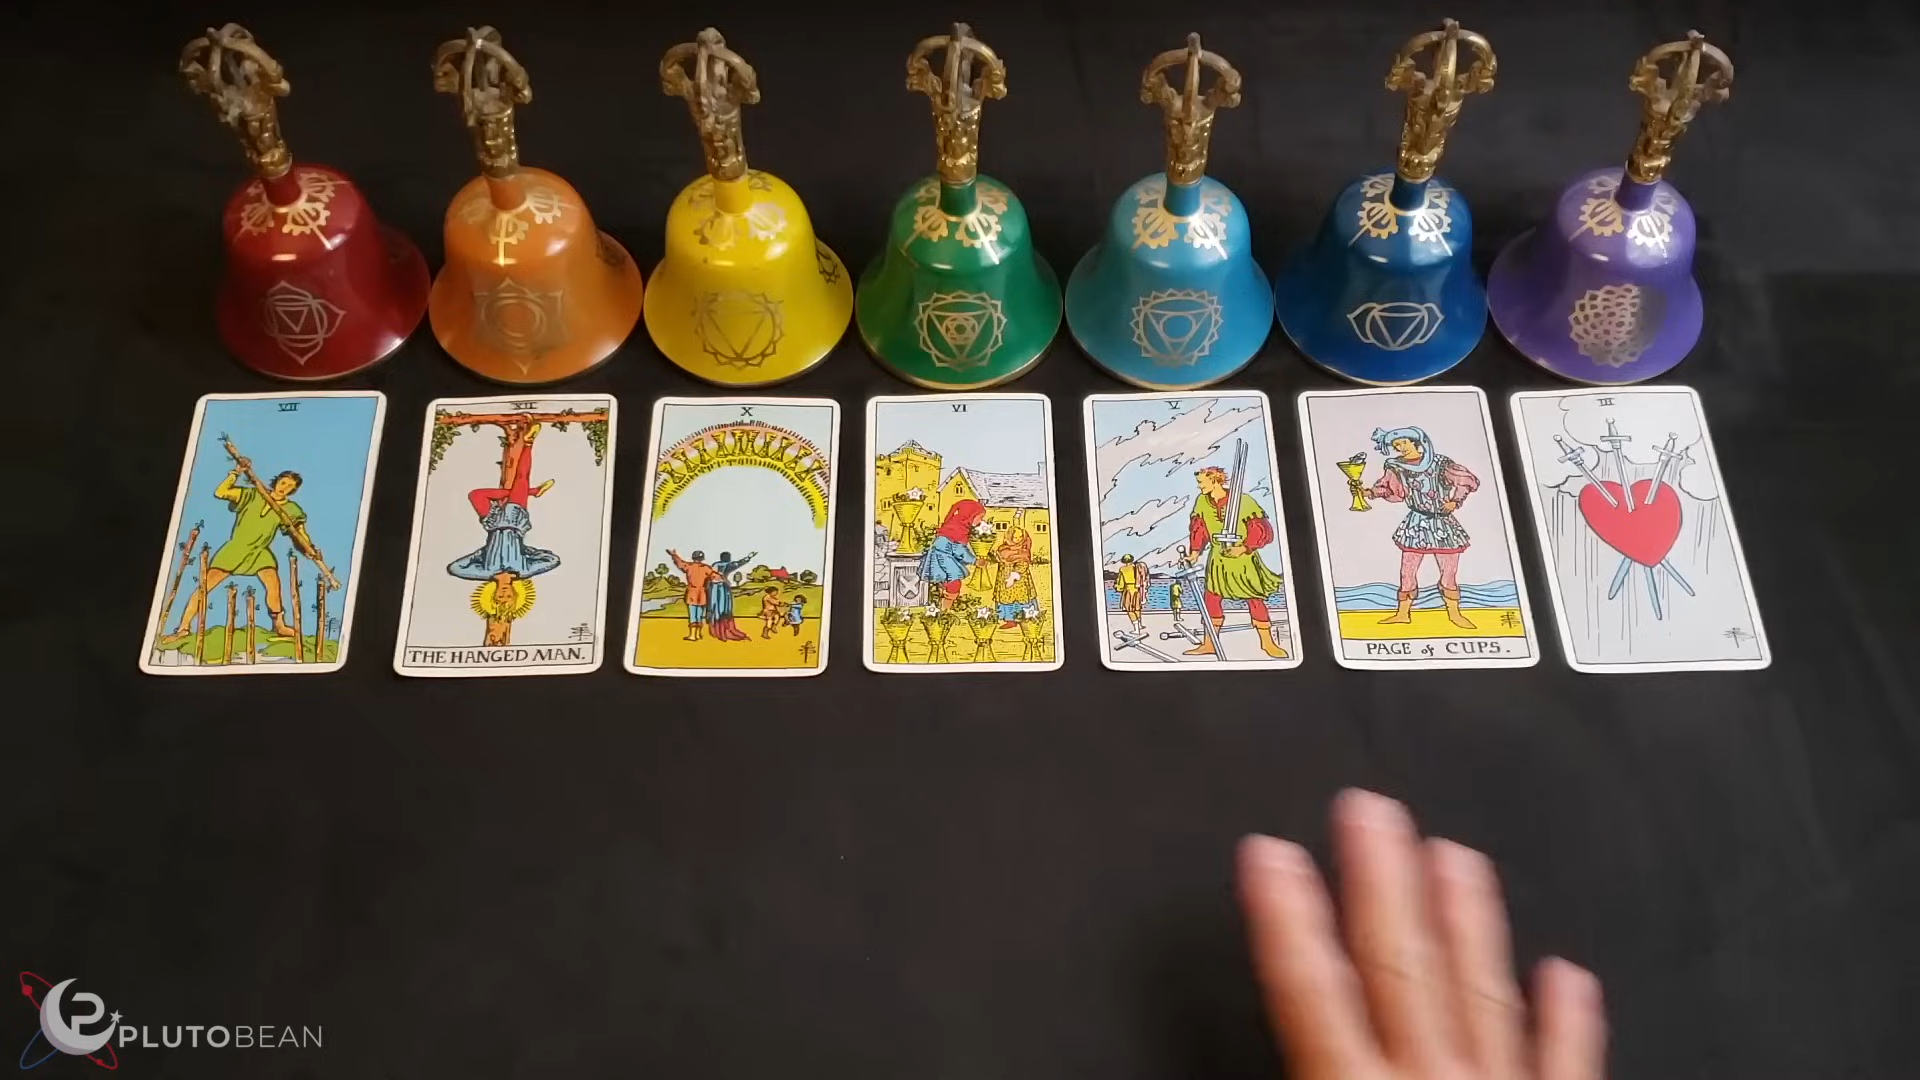 VII
XII
X
VI
V
III
THE HANGED MAN.
PAGE of CUPS.
PLUTOBEAN